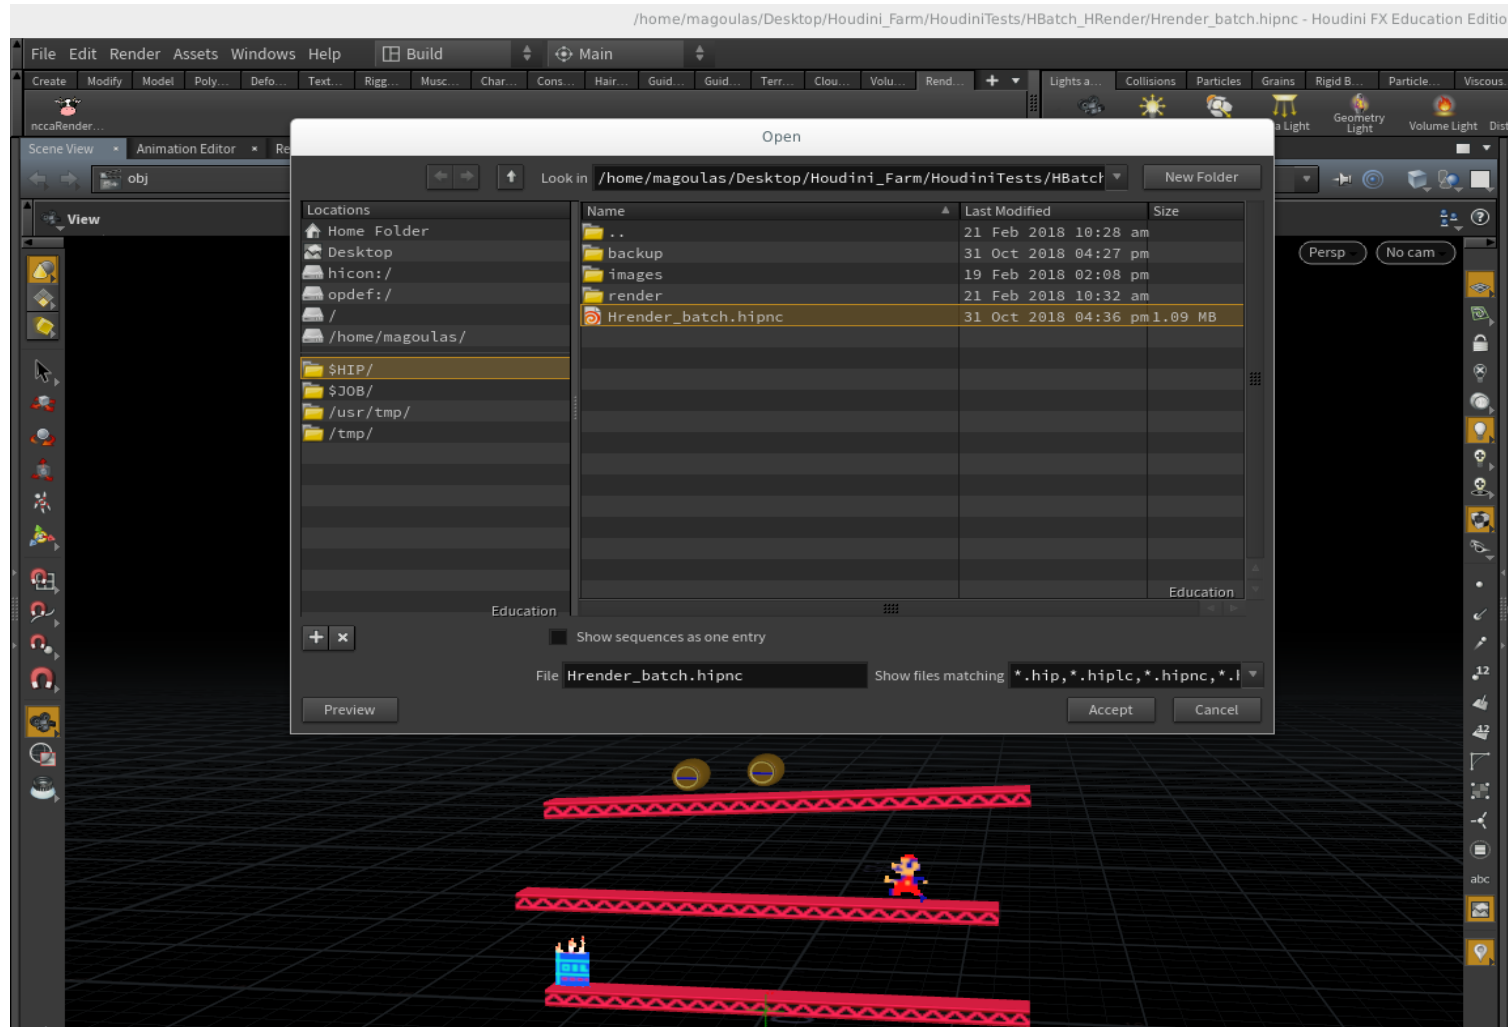 /home/magoulas/Desktop/Houdini_Farm/HoudiniTests/HBatch_HRender/Hrender_batch.hipnc - Houdini FX Education Editio
File Edit Render Assets Windows Help Build Main
Create Modify Model Poly... Defo... Text... Rigg... Musc... Char... Cons... Hair... Guid... Guid... Terr... Clou... Volu... Rend... Lights a... Collisions Particles Grains Rigid B... Particle... Viscous
nccaRender... a Light Geometry Light Volume Light Dist
Scene View Animation Editor Re
Open
obj
Look in /home/magoulas/Desktop/Houdini_Farm/HoudiniTests/HBatch New Folder
View
Persp No cam
Locations
Home Folder
Desktop
hicon:/
opdef:/
/
/home/magoulas/
$HIP/
$JOB/
/usr/tmp/
/tmp/
Education
Name Last Modified Size
.. 21 Feb 2018 10:28 am
backup 31 Oct 2018 04:27 pm
images 19 Feb 2018 02:08 pm
render 21 Feb 2018 10:32 am
Hrender_batch.hipnc 31 Oct 2018 04:36 pm 1.09 MB
Education
Show sequences as one entry
File Hrender_batch.hipnc Show files matching *.hip,*.hiplc,*.hipnc,*.h
Preview Accept Cancel
12
12
abc
OIL